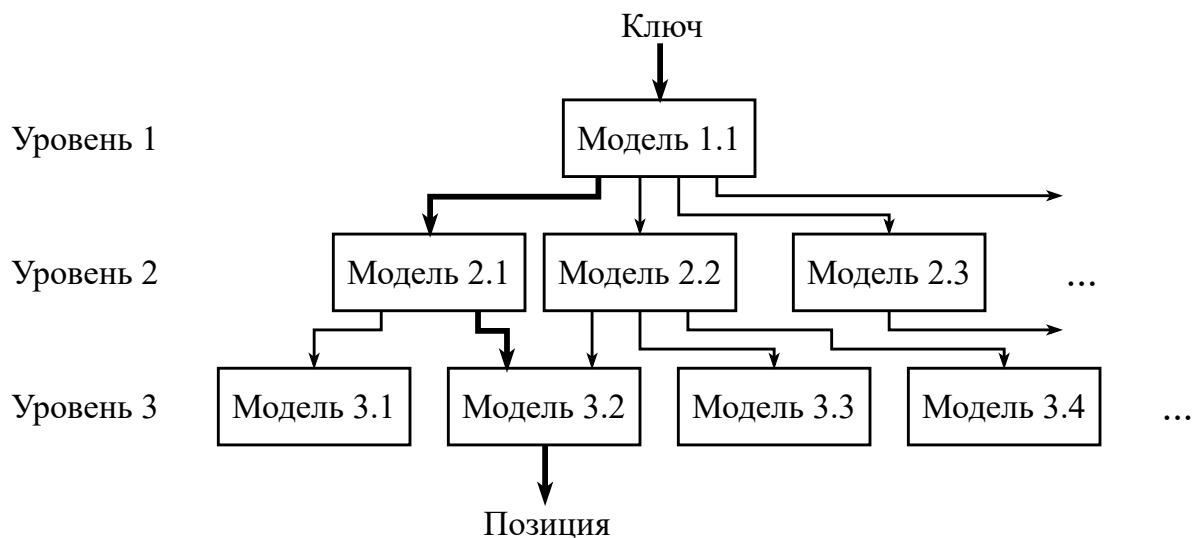 Ключ
Уровень 1
Модель 1.1
Уровень 2
Модель 2.1
Модель 2.2
Модель 2.3
...
Уровень 3
Модель 3.1
Модель 3.2
Модель 3.3
Модель 3.4
...
Позиция